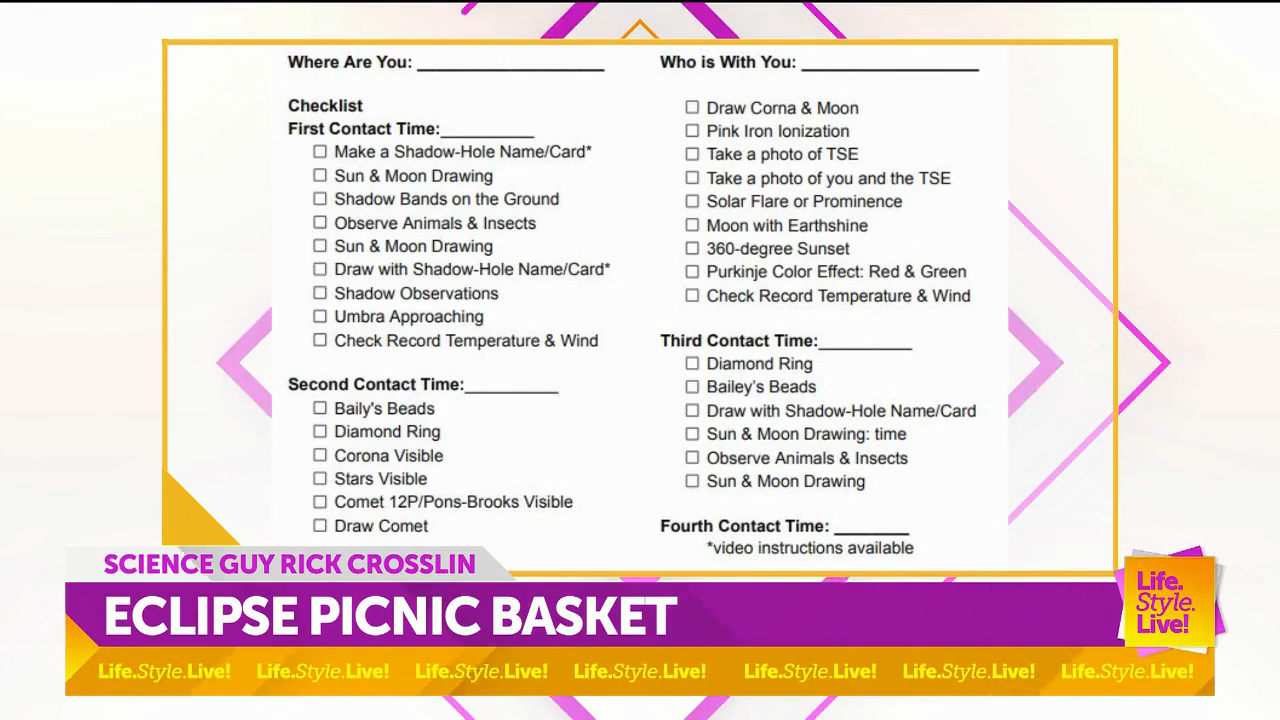 Where Are You: ____________________
Checklist
First Contact Time:__________
☐ Make a Shadow-Hole Name/Card*
☐ Sun & Moon Drawing
☐ Shadow Bands on the Ground
☐ Observe Animals & Insects
☐ Sun & Moon Drawing
☐ Draw with Shadow-Hole Name/Card*
☐ Shadow Observations
☐ Umbra Approaching
☐ Check Record Temperature & Wind
Second Contact Time:__________
☐ Baily's Beads
☐ Diamond Ring
☐ Corona Visible
☐ Stars Visible
☐ Comet 12P/Pons-Brooks Visible
☐ Draw Comet
Who is With You: ___________________
☐ Draw Corna & Moon
☐ Pink Iron Ionization
☐ Take a photo of TSE
☐ Take a photo of you and the TSE
☐ Solar Flare or Prominence
☐ Moon with Earthshine
☐ 360-degree Sunset
☐ Purkinje Color Effect: Red & Green
☐ Check Record Temperature & Wind
Third Contact Time:__________
☐ Diamond Ring
☐ Bailey's Beads
☐ Draw with Shadow-Hole Name/Card
☐ Sun & Moon Drawing: time
☐ Observe Animals & Insects
☐ Sun & Moon Drawing
Fourth Contact Time: ________
*video instructions available
SCIENCE GUY RICK CROSSLIN
ECLIPSE PICNIC BASKET
Life.
Style.
Live!
Life.Style.Live! Life.Style.Live! Life.Style.Live! Life.Style.Live! Life.Style.Live! Life.Style.Live! Life.Style.Live!